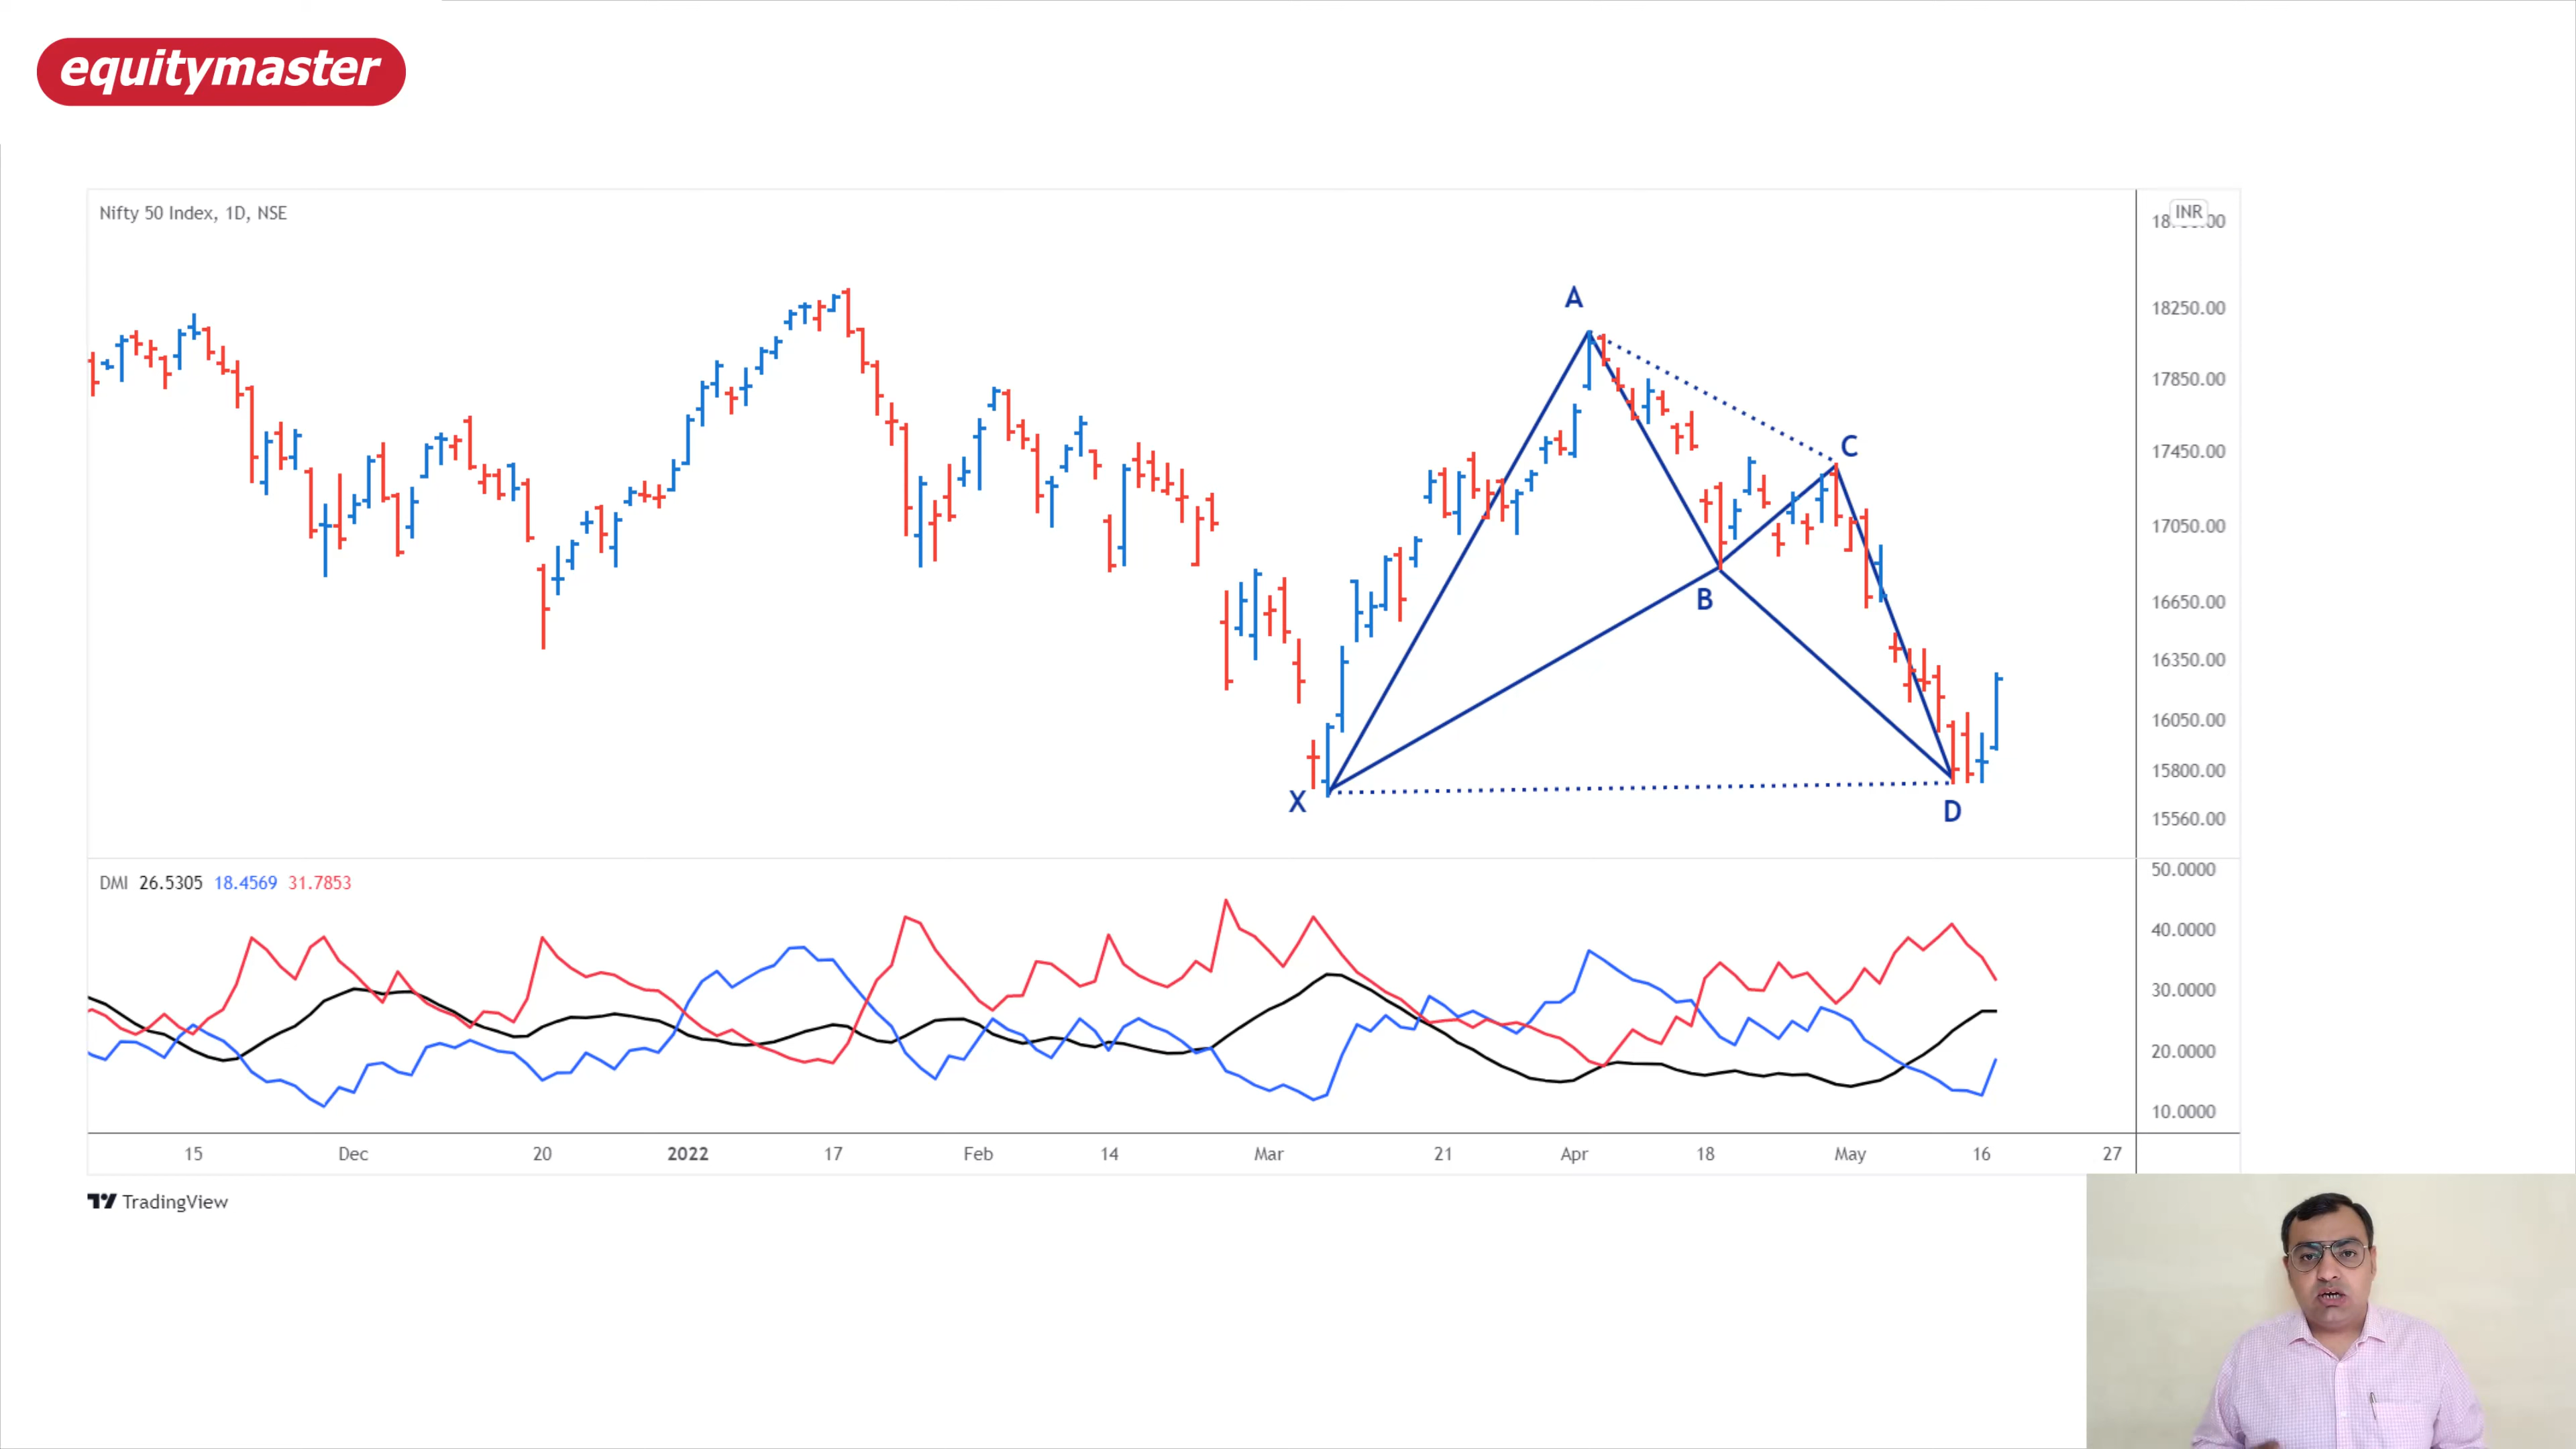 equitymaster
Nifty 50 Index, 1D, NSE
INR
18250.00
17850.00
17450.00
17050.00
16650.00
16350.00
16050.00
15800.00
15560.00
A
C
B
X
D
DMI 26.5305 18.4569 31.7853
50.0000
40.0000
30.0000
20.0000
10.0000
15 Dec 20 2022 17 Feb 14 Mar 21 Apr 18 May 16 27
TradingView